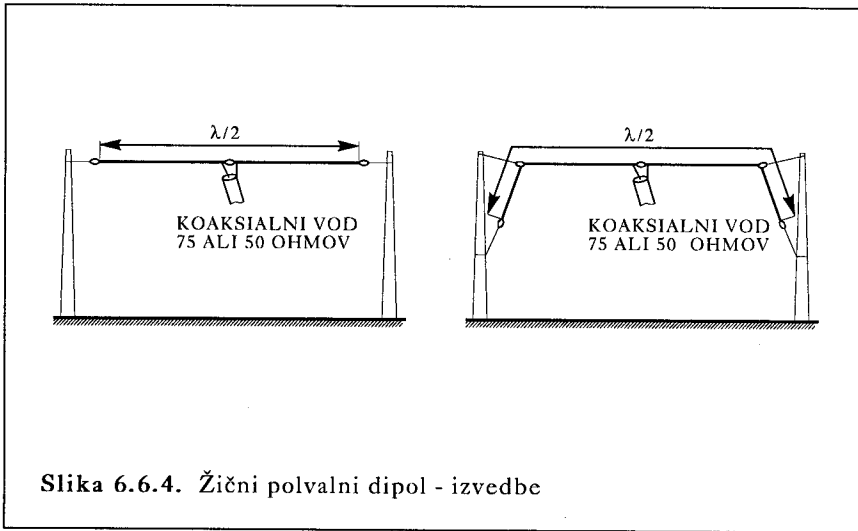 λ/2
KOAKSIALNI VOD
75 ALI 50 OHMOV
λ/2
KOAKSIALNI VOD
75 ALI 50 OHMOV
Slika 6.6.4. Žični polvalni dipol - izvedbe